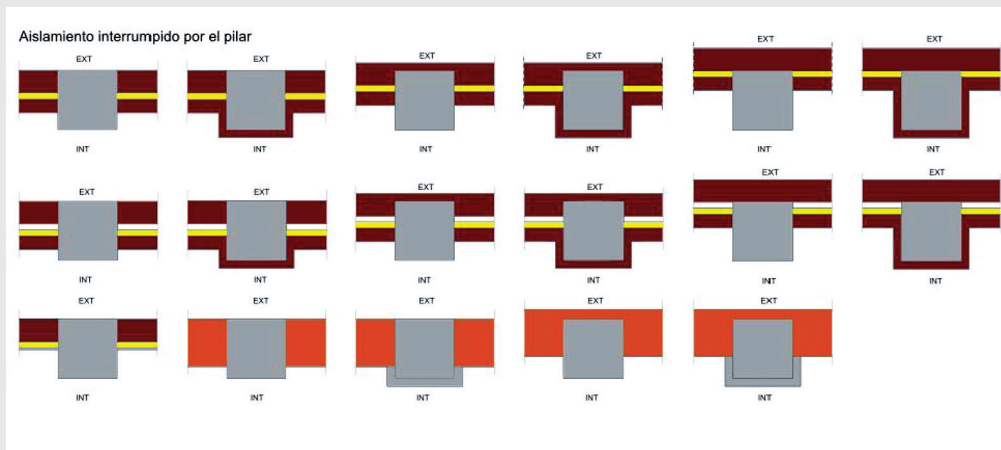 Aislamiento interrumpido por el pilar
EXT EXT EXT EXT EXT EXT
INT INT INT INT INT INT
EXT EXT EXT EXT EXT EXT
INT INT INT INT INT INT
EXT EXT EXT EXT EXT
INT INT INT INT INT